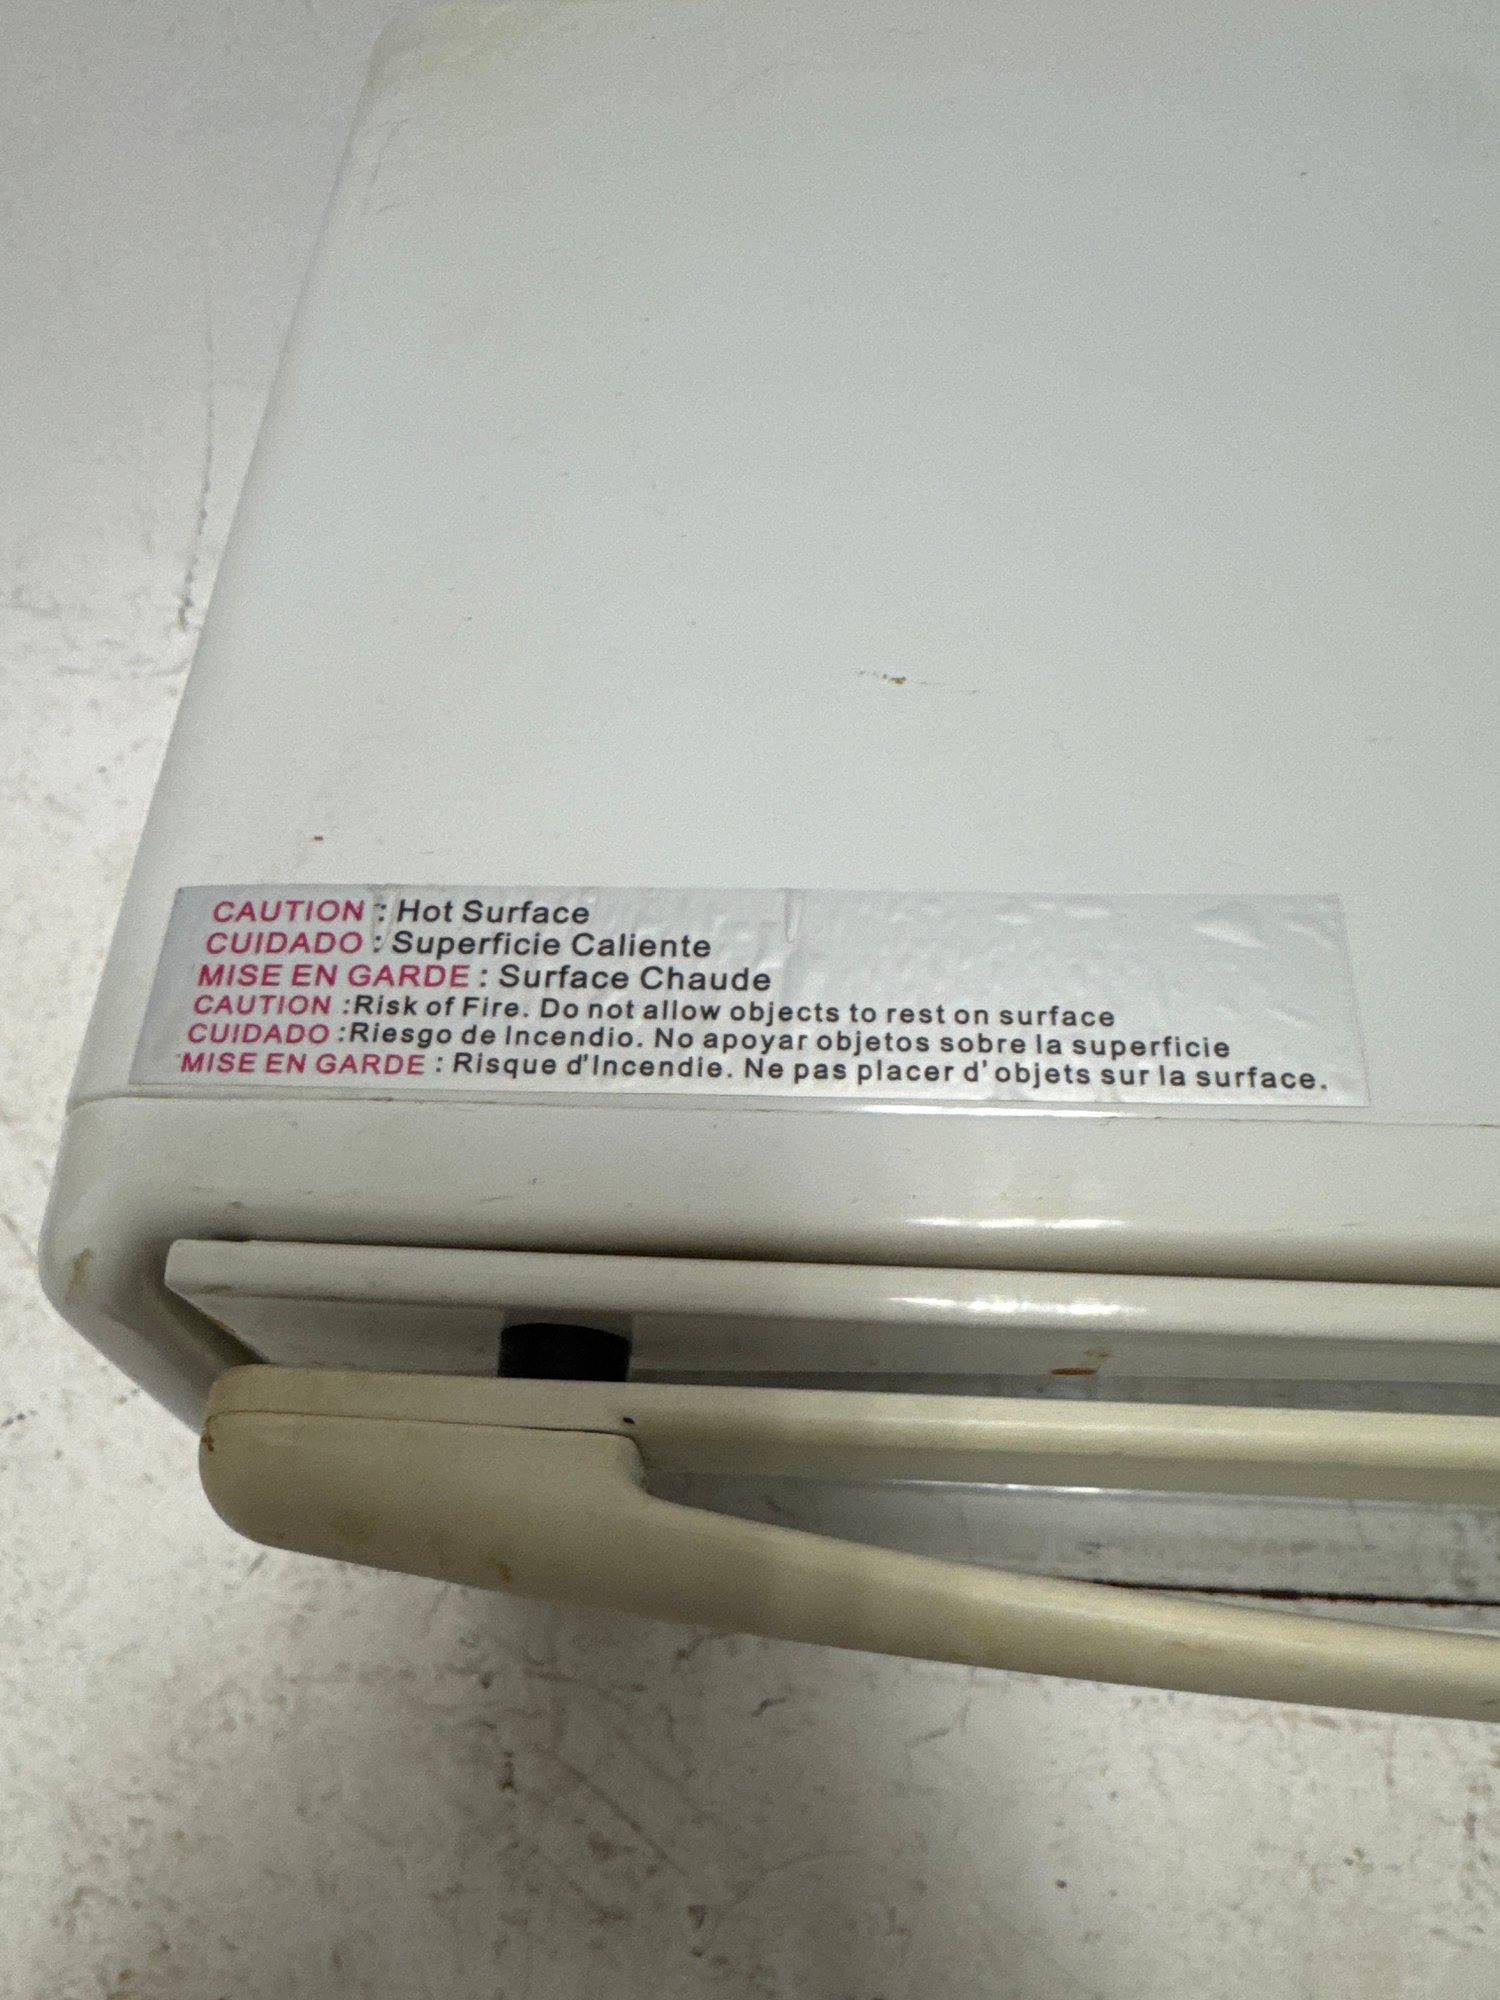 CAUTION : Hot Surface
CUIDADO : Superficie Caliente
MISE EN GARDE : Surface Chaude
CAUTION :Risk of Fire. Do not allow objects to rest on surface
CUIDADO :Riesgo de Incendio. No apoyar objetos sobre la superficie
MISE EN GARDE : Risque d'Incendie. Ne pas placer d'objets sur la surface.